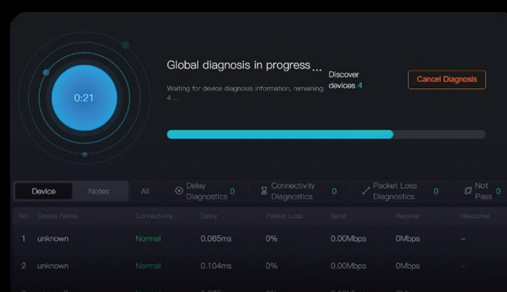 Global diagnosis in progress ...
Discover
devices 4
Cancel Diagnosis
Waiting for device diagnosis information, remaining:
4 ...
0:21
Device Notes All Delay Diagnostics 0 Connectivity Diagnostics 0 Packet Loss Diagnostics 0 Not Pass 0
No. Device Name Connectivity Delay Packet Loss Send Receive Response
1 unknown Normal 0.065ms 0% 0.00Mbps 0Mbps –
2 unknown Normal 0.104ms 0% 0.00Mbps 0Mbps –